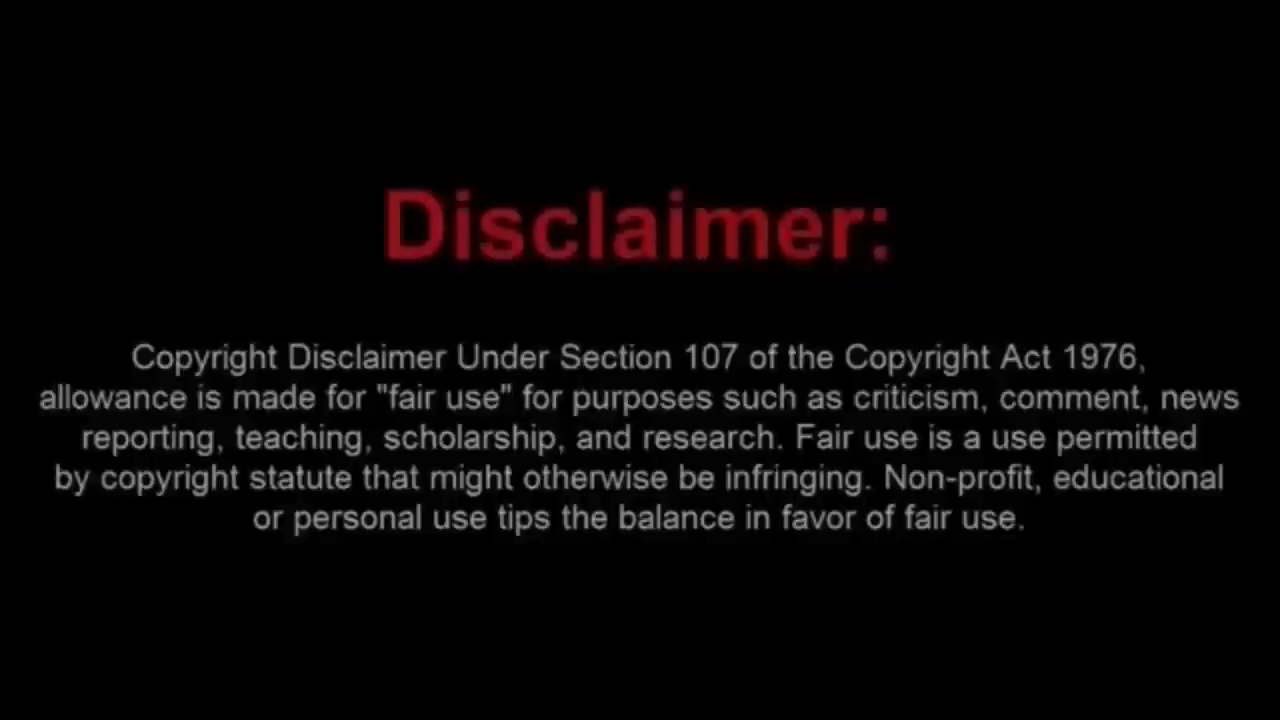 Disclaimer:
Copyright Disclaimer Under Section 107 of the Copyright Act 1976,
allowance is made for "fair use" for purposes such as criticism, comment, news
reporting, teaching, scholarship, and research. Fair use is a use permitted
by copyright statute that might otherwise be infringing. Non-profit, educational
or personal use tips the balance in favor of fair use.